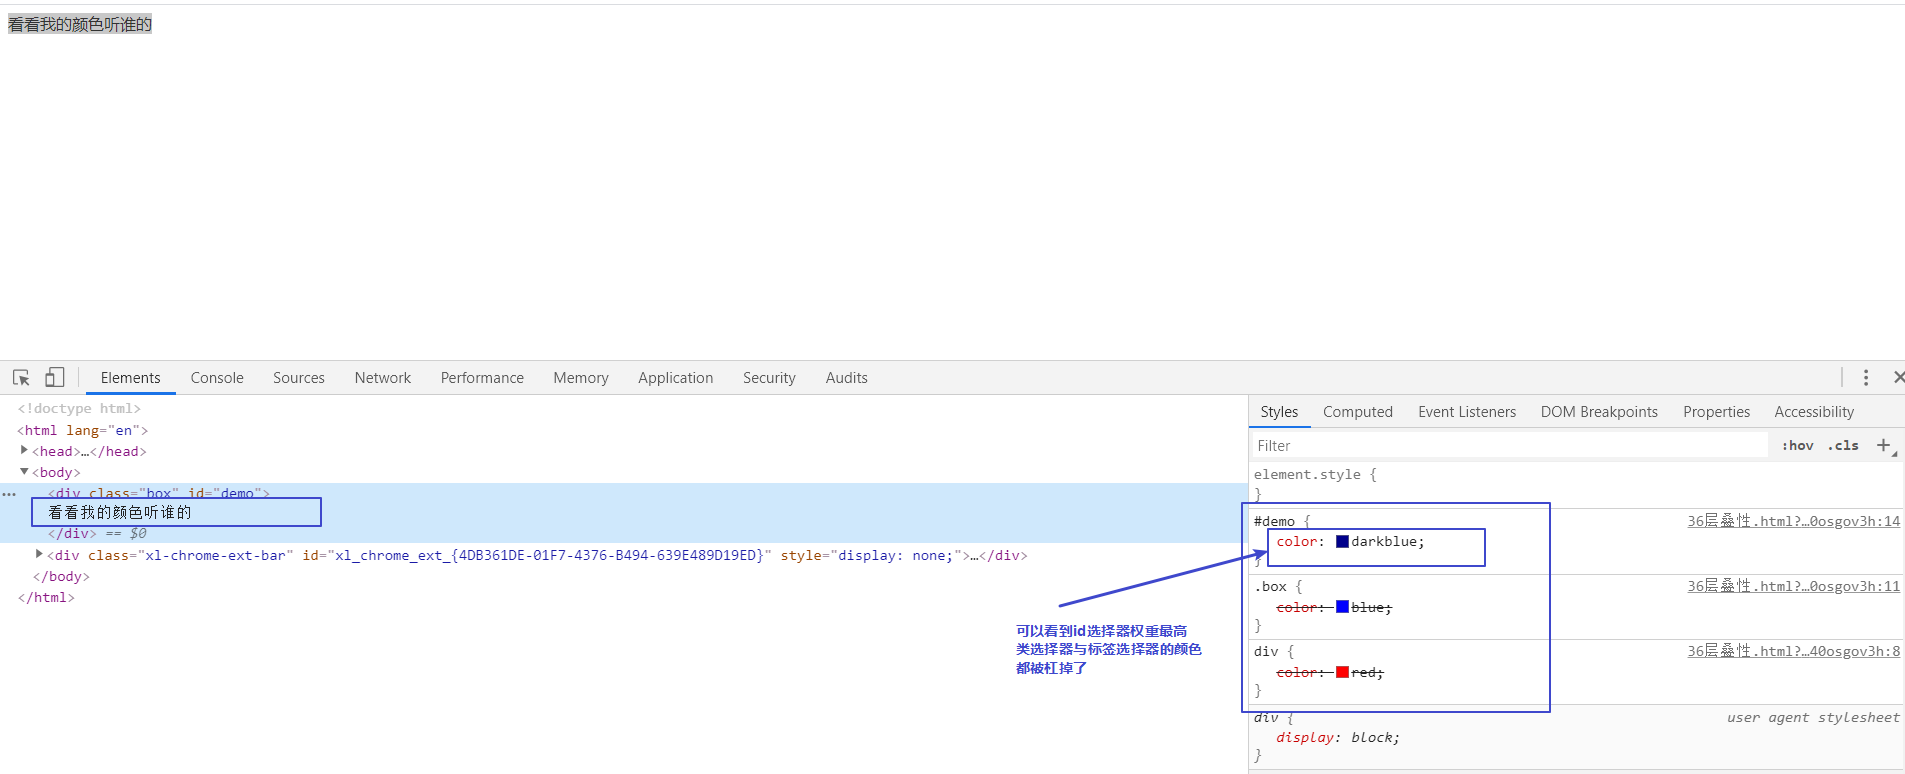 看看我的颜色听谁的
Elements Console Sources Network Performance Memory Application Security Audits
<!doctype html>
<html lang="en">
<head>…</head>
<body>
<div class="box" id="demo">
看看我的颜色听谁的
</div> == $0
<div class="xl-chrome-ext-bar" id="xl_chrome_ext_{4DB361DE-01F7-4376-B494-639E489D19ED}" style="display: none;">…</div>
</body>
</html>
可以看到id选择器权重最高
类选择器与标签选择器的颜色
都被杠掉了
Styles Computed Event Listeners DOM Breakpoints Properties Accessibility
Filter :hov .cls +
element.style {
}
#demo { 36层叠性.html?…0osgov3h:14
color: darkblue;
}
.box { 36层叠性.html?…0osgov3h:11
color: blue;
}
div { 36层叠性.html?…40osgov3h:8
color: red;
}
div { user agent stylesheet
display: block;
}